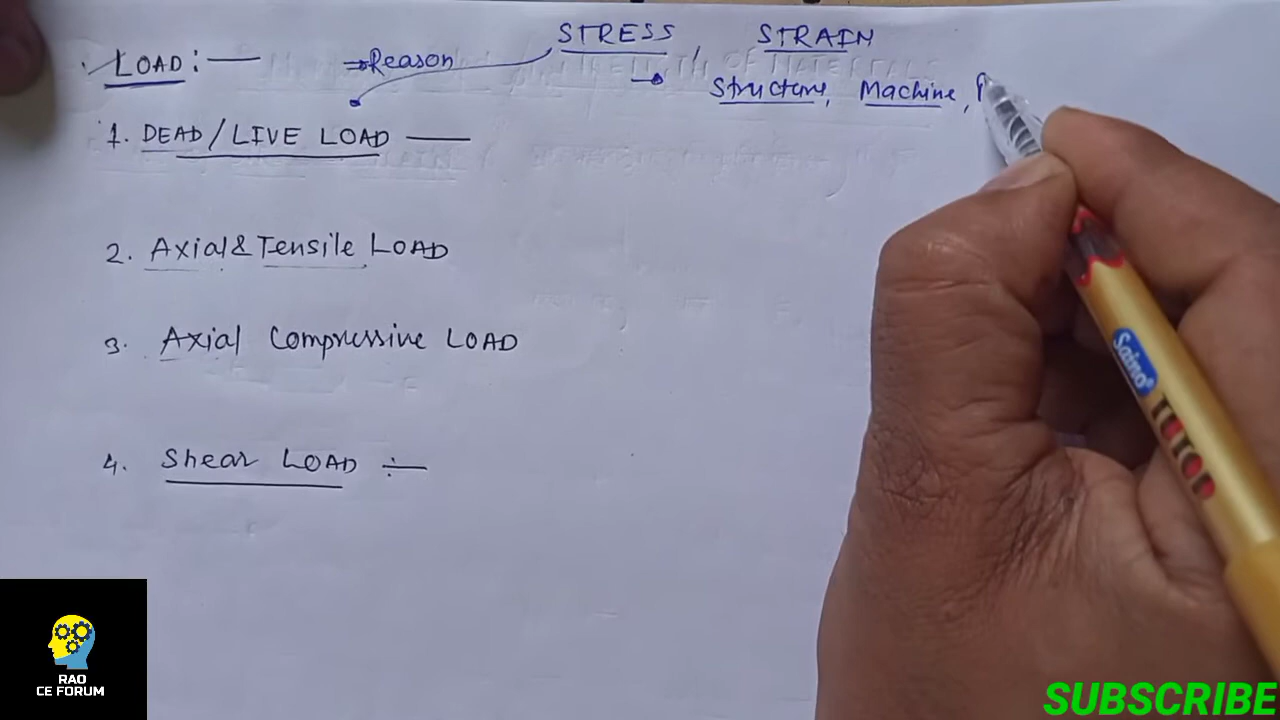 STRESS, STRAIN
LOAD : — ⇒ Reason
→ Structure, Machine,
1. DEAD / LIVE LOAD —
2. Axial & Tensile LOAD
3. Axial Compressive LOAD
4. Shear LOAD ÷
Saino
RAO
CE FORUM
SUBSCRIBE